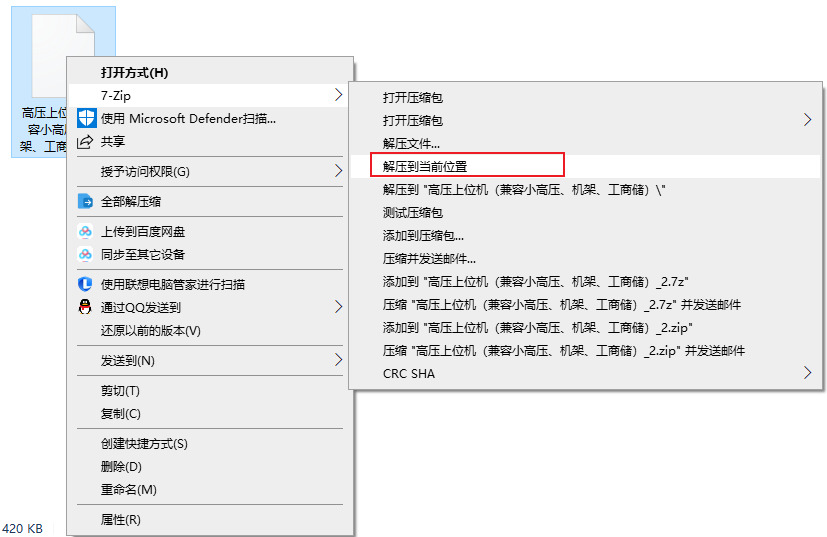 高压上位
容小高
架、工商
打开方式(H)
7-Zip
使用 Microsoft Defender扫描...
共享
授予访问权限(G)
全部解压缩
上传到百度网盘
同步至其它设备
使用联想电脑管家进行扫描
通过QQ发送到
还原以前的版本(V)
发送到(N)
剪切(T)
复制(C)
创建快捷方式(S)
删除(D)
重命名(M)
属性(R)
打开压缩包
打开压缩包
解压文件...
解压到当前位置
解压到 "高压上位机（兼容小高压、机架、工商储）\"
测试压缩包
添加到压缩包...
压缩并发送邮件...
添加到 "高压上位机（兼容小高压、机架、工商储）_2.7z"
压缩 "高压上位机（兼容小高压、机架、工商储）_2.7z" 并发送邮件
添加到 "高压上位机（兼容小高压、机架、工商储）_2.zip"
压缩 "高压上位机（兼容小高压、机架、工商储）_2.zip" 并发送邮件
CRC SHA
420 KB